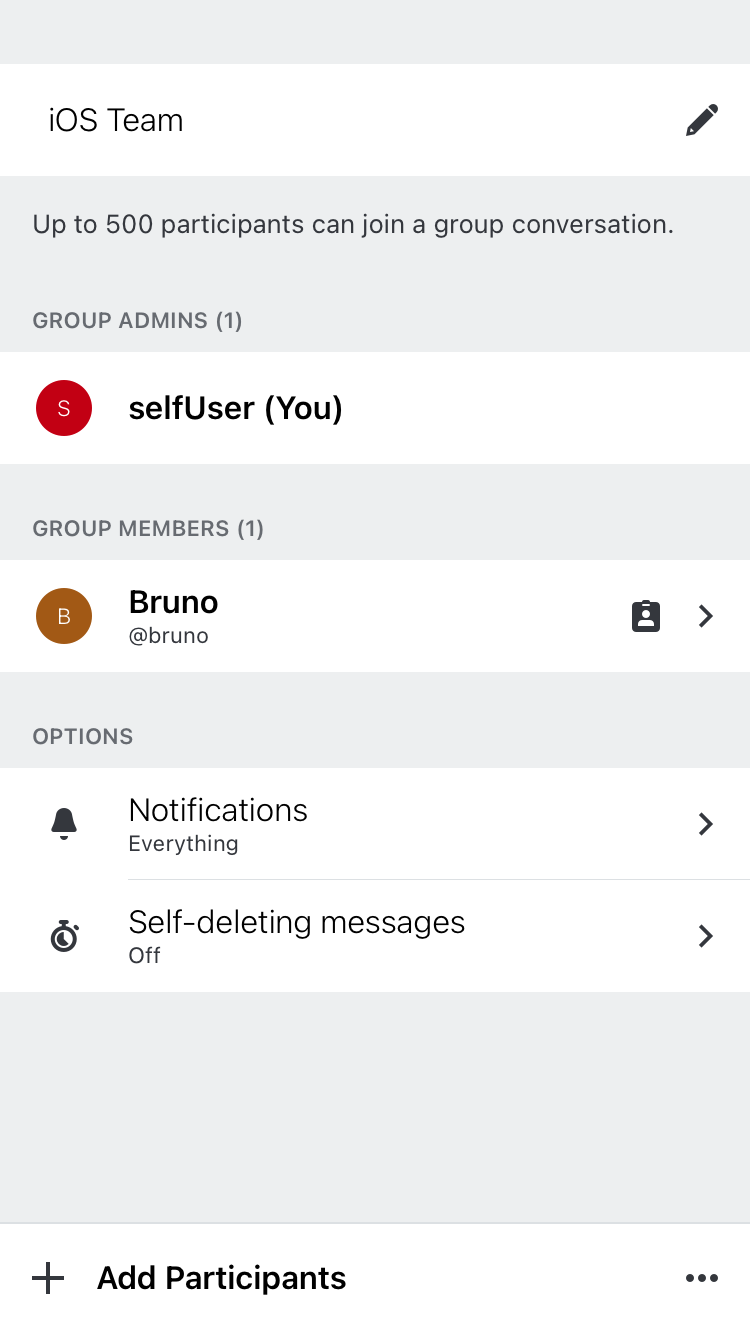 iOS Team
Up to 500 participants can join a group conversation.
GROUP ADMINS (1)
S
selfUser (You)
GROUP MEMBERS (1)
B
Bruno
@bruno
OPTIONS
Notifications
Everything
Self-deleting messages
Off
Add Participants